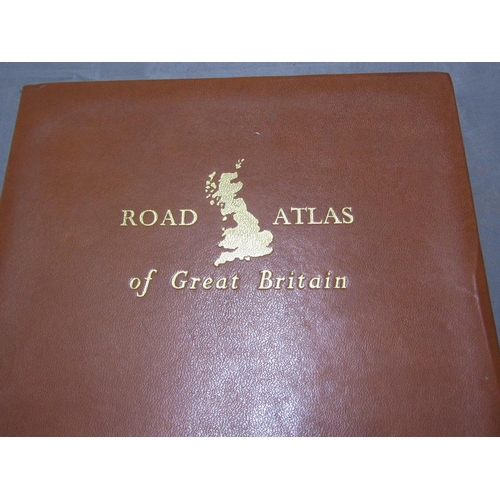 ROAD ATLAS
of Great Britain